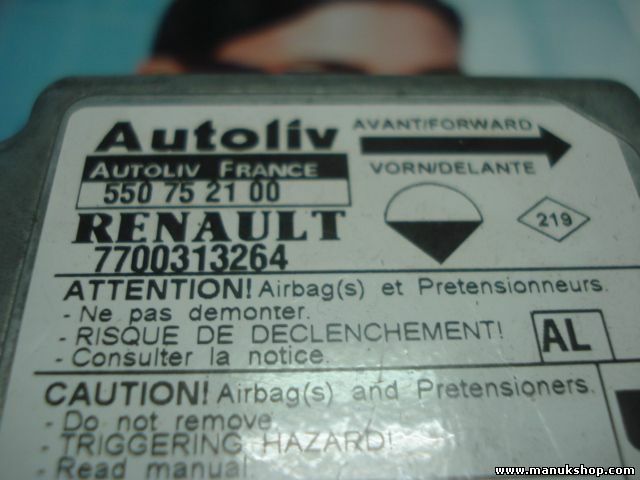 Autoliv
AVANT/FORWARD
AUTOLIV FRANCE
VORN/DELANTE
550 75 21 00
RENAULT
219
7700313264
ATTENTION! Airbag(s) et Pretensionneurs.
- Ne pas demonter.
- RISQUE DE DECLENCHEMENT!
AL
- Consulter la notice.
CAUTION! Airbag(s) and Pretensioners.
- Do not remove
- TRIGGERING HAZARD!
- Read manual
www.manukshop.com